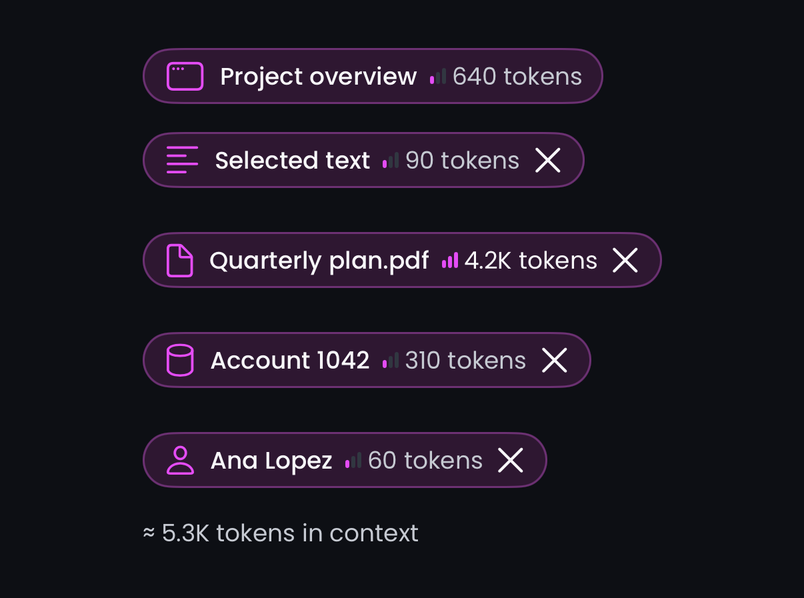 Project overview 640 tokens
Selected text 90 tokens
Quarterly plan.pdf 4.2K tokens
Account 1042 310 tokens
Ana Lopez 60 tokens
≈ 5.3K tokens in context